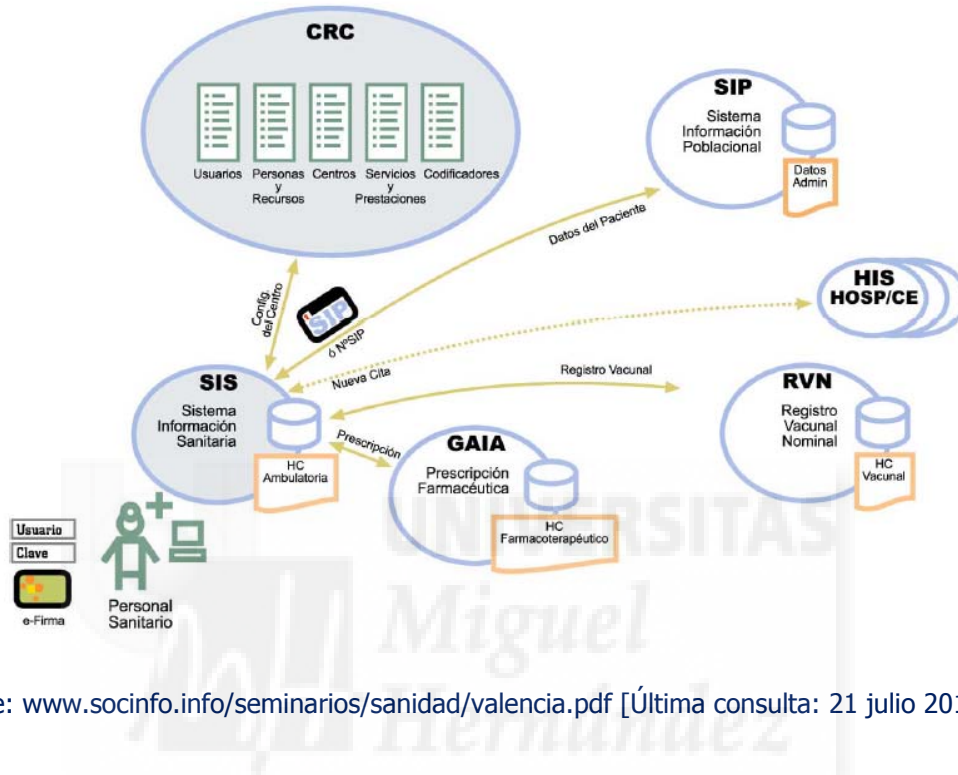 CRC
Usuarios
Personas
y
Recursos
Centros
Servicios
y
Prestaciones
Codificadores
SIP
Sistema
Información
Poblacional
Datos
Admin
Datos del Paciente
Config.
del Centro
SIP
ó NºSIP
HIS
HOSP/CE
Nueva Cita
Registro Vacunal
SIS
Sistema
Información
Sanitaria
HC
Ambulatoria
Prescripción
GAIA
Prescripción
Farmacéutica
HC
Farmacoterapéutico
RVN
Registro
Vacunal
Nominal
HC
Vacunal
Usuario
Clave
e-Firma
Personal
Sanitario
UNIVERSITAS
Miguel
Hernández
e: www.socinfo.info/seminarios/sanidad/valencia.pdf [Última consulta: 21 julio 201